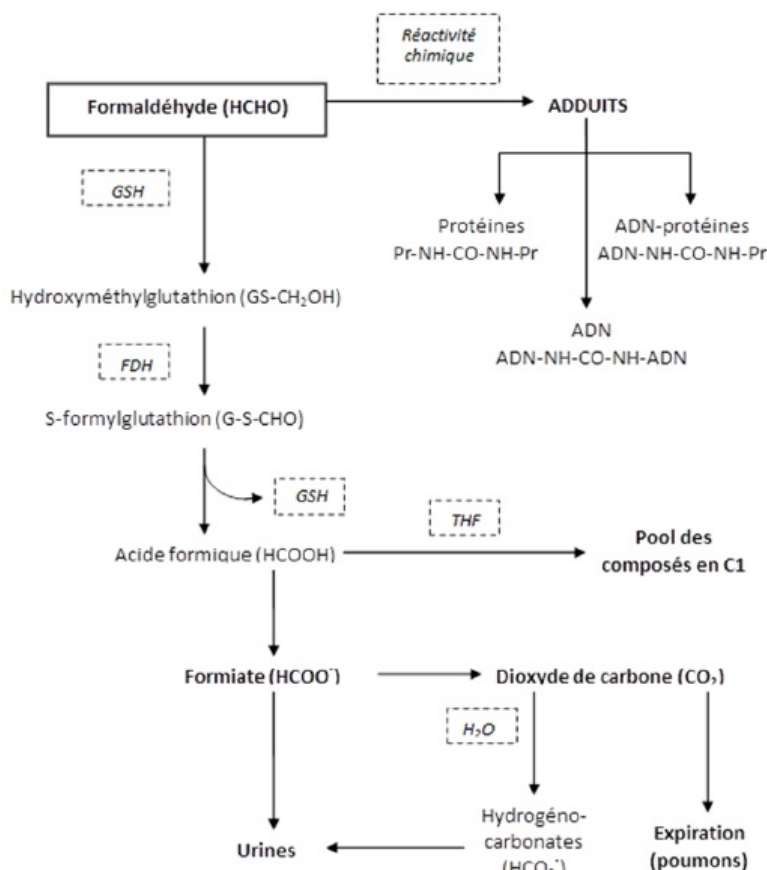 Réactivité
chimique
Formaldéhyde (HCHO)
ADDUITS
GSH
Protéines
Pr-NH-CO-NH-Pr
ADN-protéines
ADN-NH-CO-NH-Pr
Hydroxyméthylglutathion (GS-CH₂OH)
ADN
ADN-NH-CO-NH-ADN
FDH
S-formylglutathion (G-S-CHO)
GSH
THF
Acide formique (HCOOH)
Pool des
composés en C1
Formiate (HCOO⁻)
Dioxyde de carbone (CO₂)
H₂O
Hydrogéno-
carbonates
(HCO₃⁻)
Urines
Expiration
(poumons)